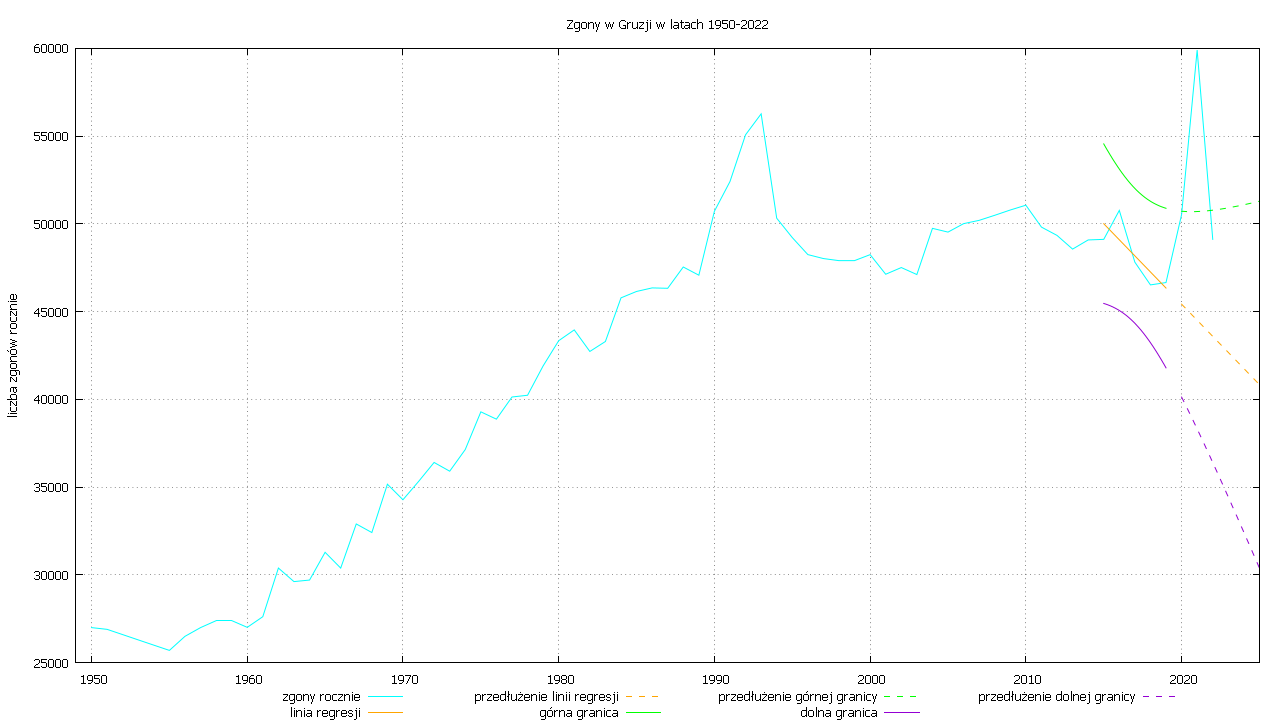 Zgony w Gruzji w latach 1950-2022
60000
55000
50000
45000
40000
35000
30000
25000
liczba zgonów rocznie
1950 1960 1970 1980 1990 2000 2010 2020
zgony rocznie przedłużenie linii regresji przedłużenie górnej granicy przedłużenie dolnej granicy
linia regresji górna granica dolna granica